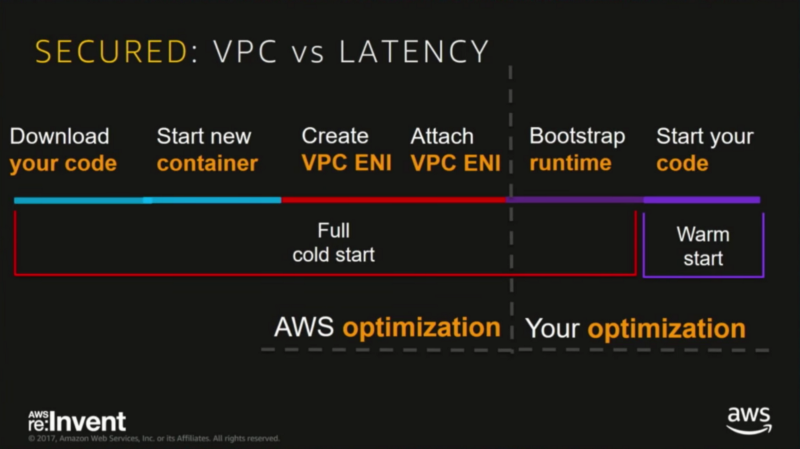 SECURED: VPC vs LATENCY
Download
your code
Start new
container
Create
VPC ENI
Attach
VPC ENI
Bootstrap
runtime
Start your
code
Full
cold start
Warm
start
AWS optimization
Your optimization
AWS
re:Invent
© 2017, Amazon Web Services, Inc. or its Affiliates. All rights reserved.
aws